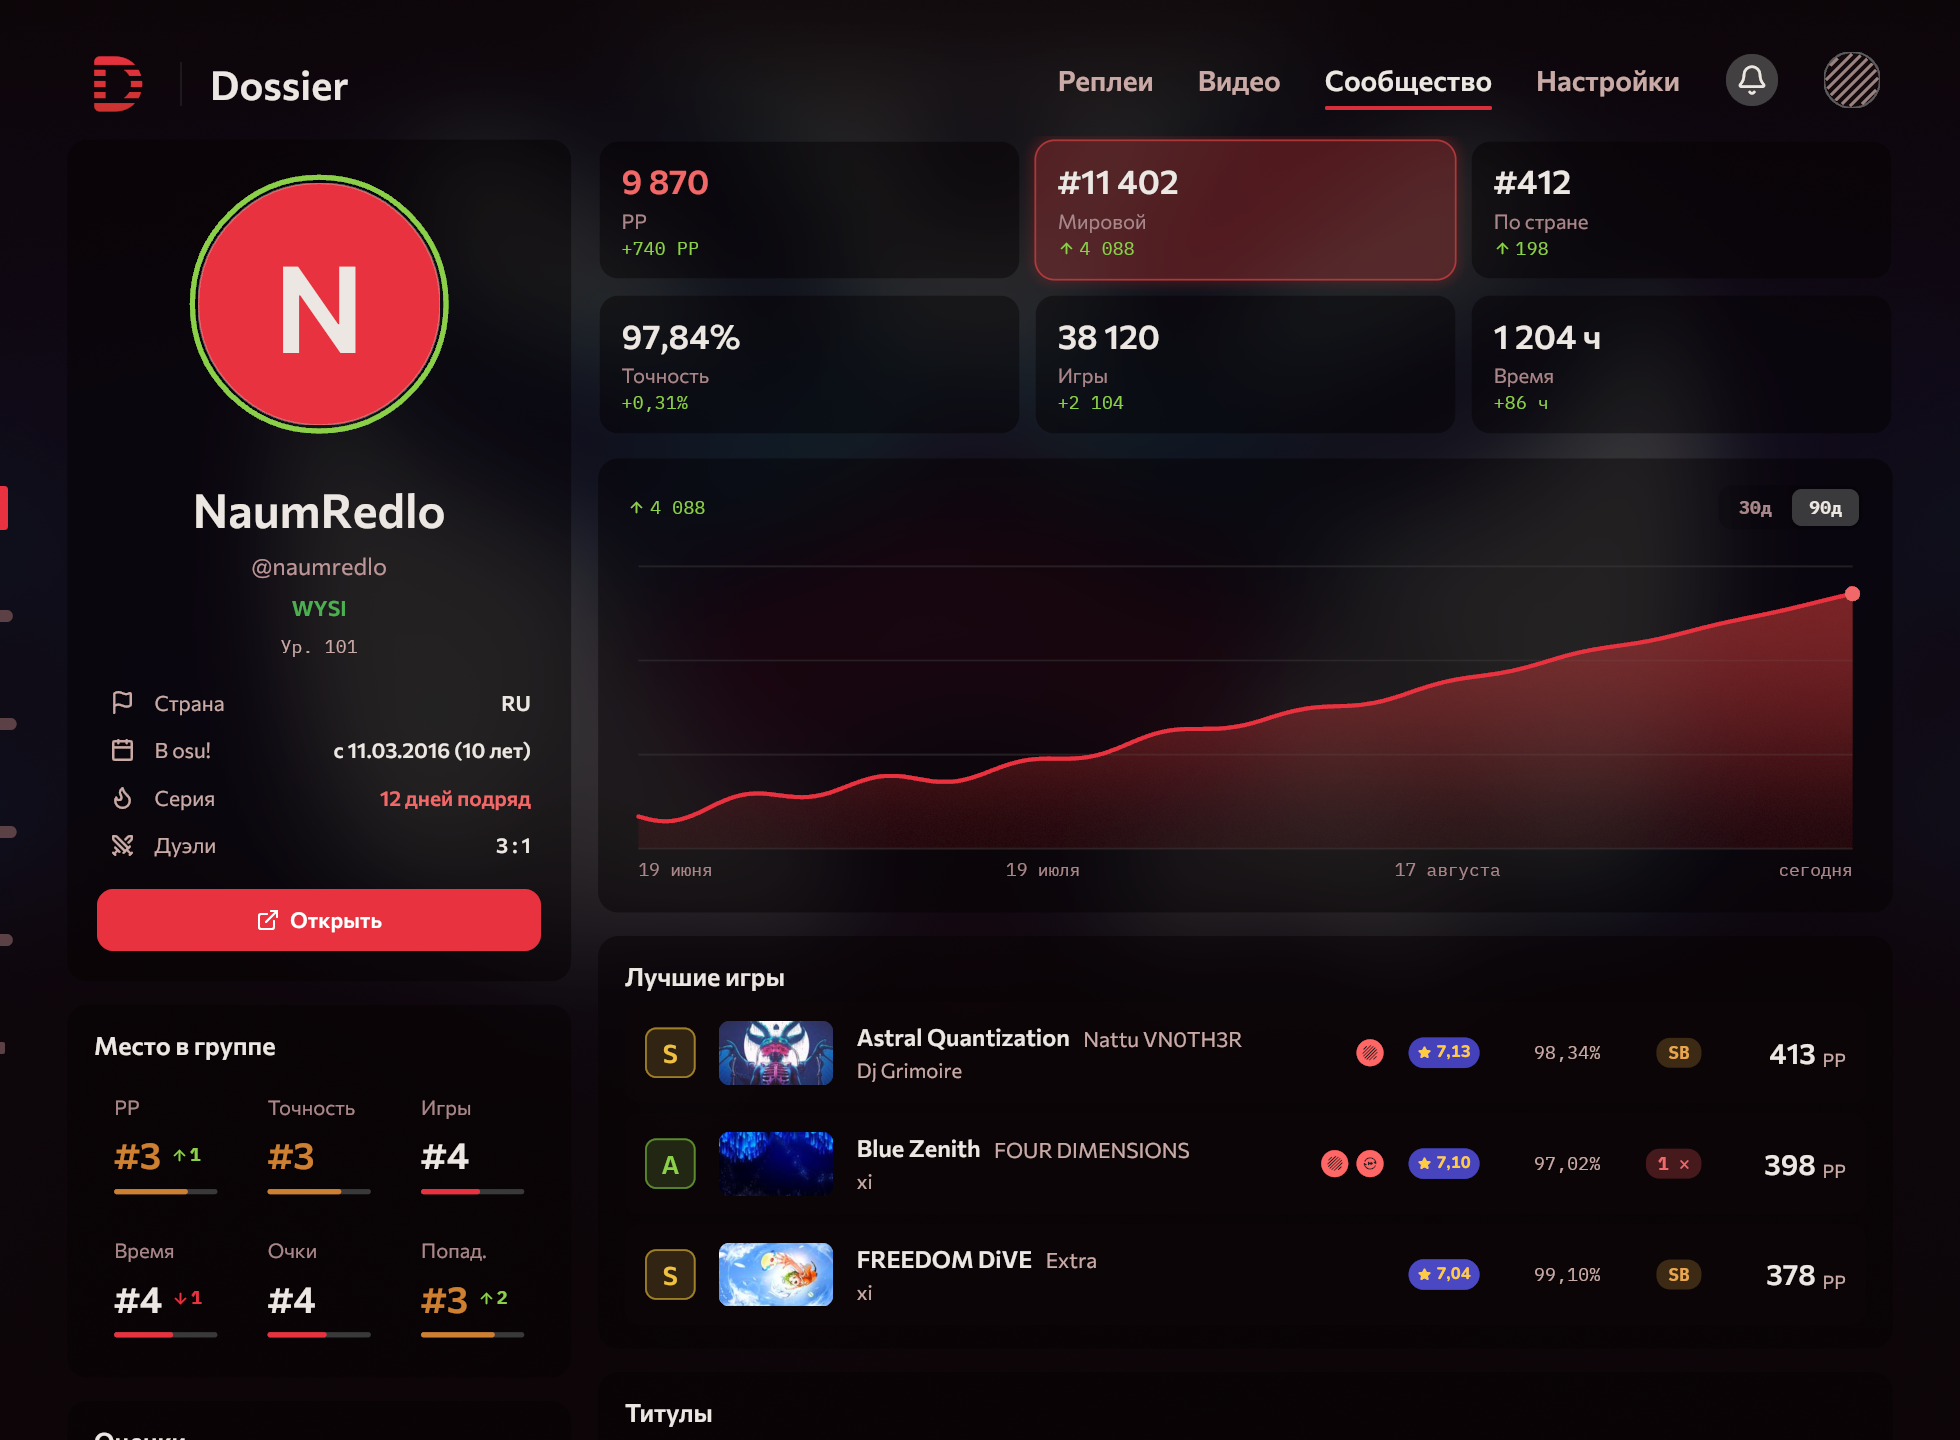 Dossier
Реплеи Видео Сообщество Настройки
N
NaumRedlo
@naumredlo
WYSI
Ур. 101
Страна RU
В osu! с 11.03.2016 (10 лет)
Серия 12 дней подряд
Дуэли 3 : 1
Открыть
Место в группе
PP Точность Игры
#3 ↑1 #3 #4
Время Очки Попад.
#4 ↓1 #4 #3 ↑2
9 870
PP
+740 PP
#11 402
Мировой
↑ 4 088
#412
По стране
↑ 198
97,84%
Точность
+0,31%
38 120
Игры
+2 104
1 204 ч
Время
+86 ч
↑ 4 088
30д 90д
19 июня 19 июля 17 августа сегодня
Лучшие игры
S Astral Quantization Nattu VN0TH3R 7,13 98,34% SB 413 PP
Dj Grimoire
A Blue Zenith FOUR DIMENSIONS 7,10 97,02% 1 × 398 PP
xi
S FREEDOM DiVE Extra 7,04 99,10% SB 378 PP
xi
Титулы